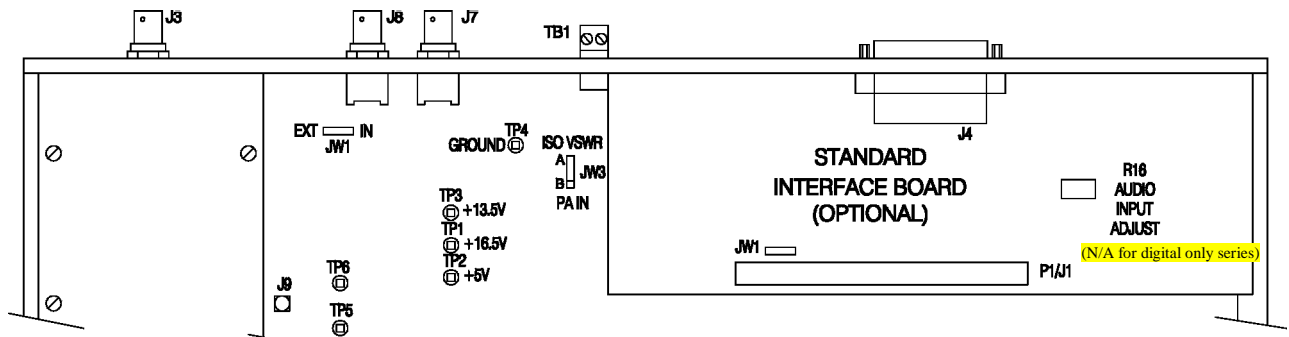 J3
J8
J7
TB1
J4
EXT
IN
JW1
GROUND
TP4
ISO VSWR
A
JW3
B
PA IN
TP3
+13.5V
TP1
+16.5V
TP2
+5V
TP6
J9
TP5
STANDARD
INTERFACE BOARD
(OPTIONAL)
R16
AUDIO
INPUT
ADJUST
(N/A for digital only series)
JW1
P1/J1